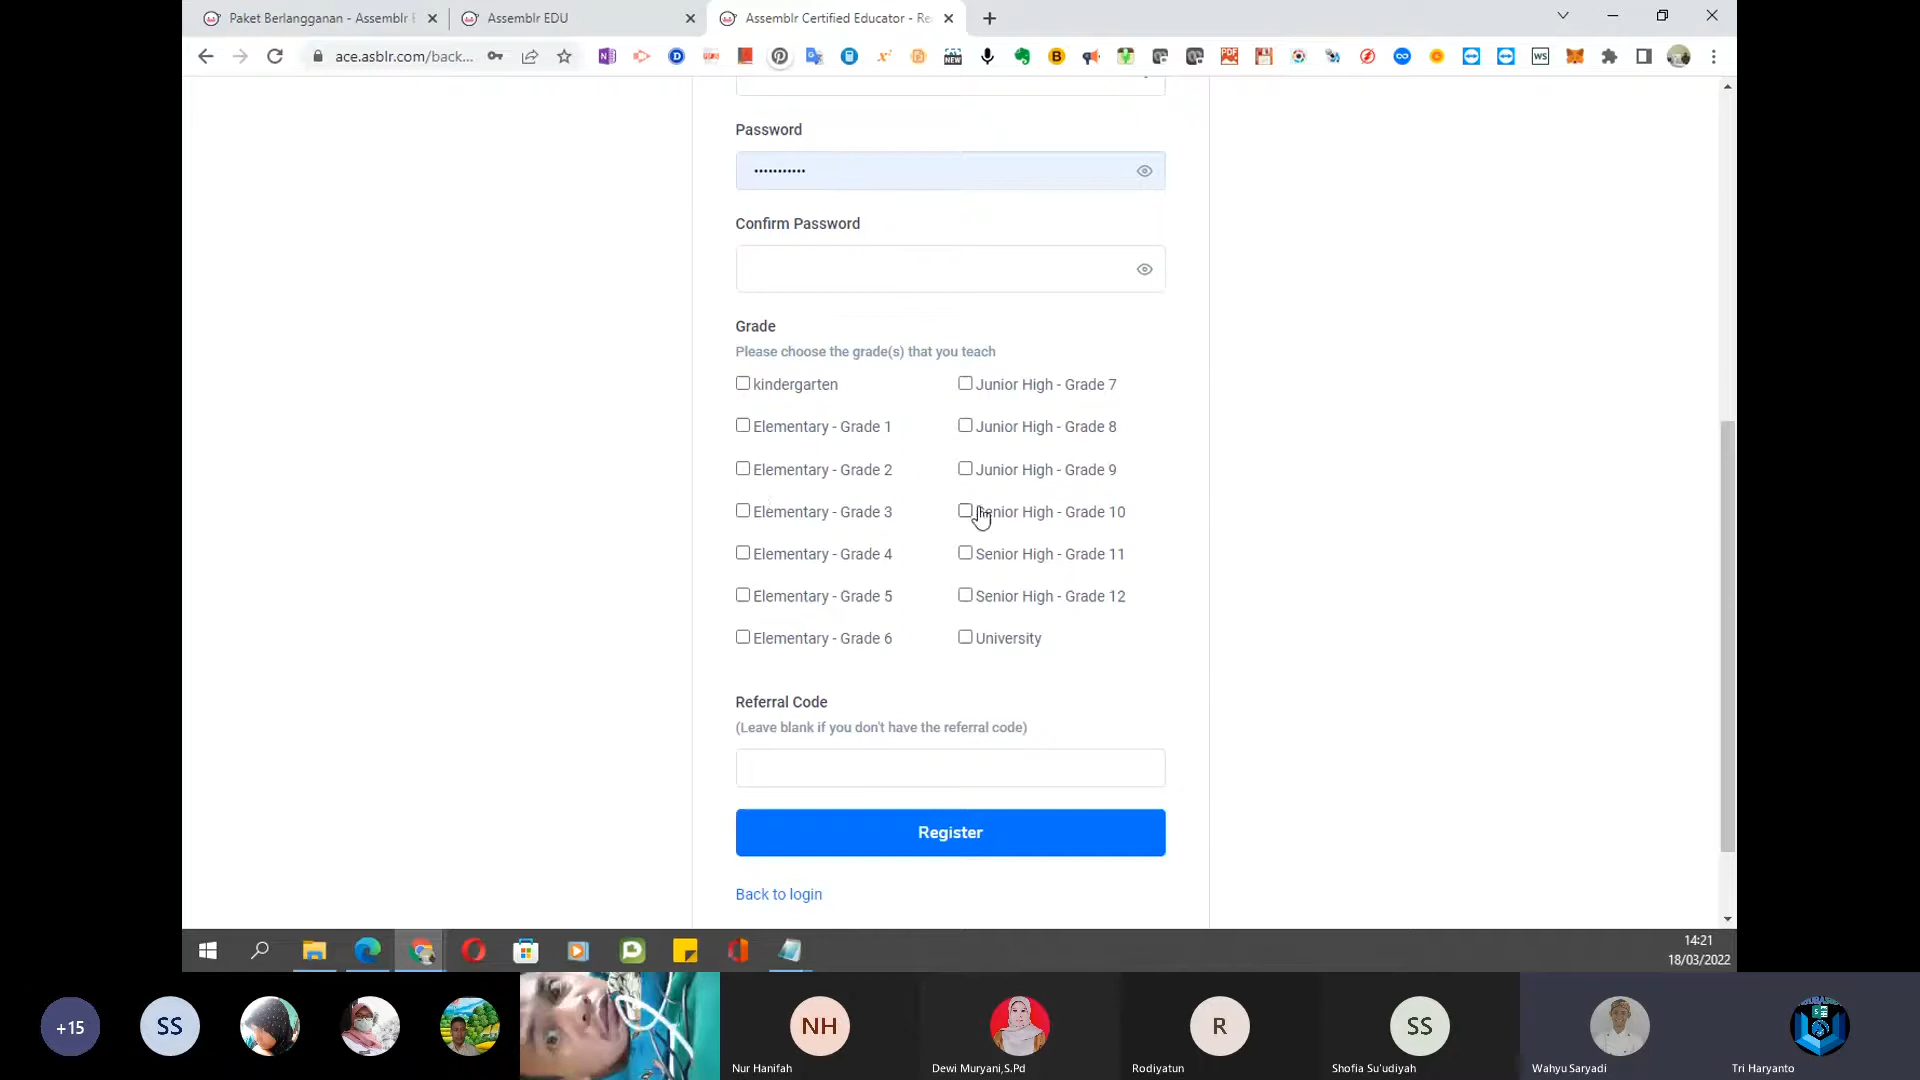 Paket Berlangganan - Assemblr E
Assemblr EDU
Assemblr Certified Educator - Re
ace.asblr.com/back...
Password
•••••••••••
Confirm Password
Grade
Please choose the grade(s) that you teach
kindergarten
Junior High - Grade 7
Elementary - Grade 1
Junior High - Grade 8
Elementary - Grade 2
Junior High - Grade 9
Elementary - Grade 3
Senior High - Grade 10
Elementary - Grade 4
Senior High - Grade 11
Elementary - Grade 5
Senior High - Grade 12
Elementary - Grade 6
University
Referral Code
(Leave blank if you don't have the referral code)
Register
Back to login
14:21
18/03/2022
+15
SS
NH
R
SS
Nur Hanifah
Dewi Muryani,S.Pd
Rodiyatun
Shofia Su'udiyah
Wahyu Saryadi
Tri Haryanto